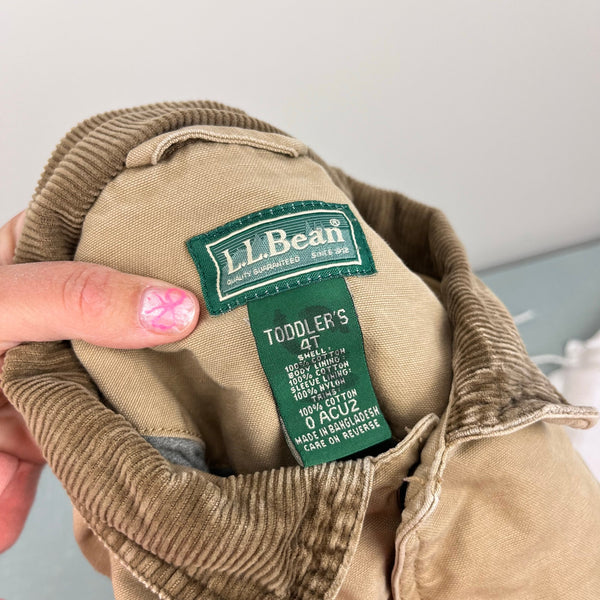 L.L.Bean®
QUALITY GUARANTEED SINCE 1912
TODDLER'S
4T
SHELL:
100% COTTON
BODY LINING:
100% COTTON
SLEEVE LINING:
100% NYLON
TRIM:
100% COTTON
0 ACU2
MADE IN BANGLADESH
CARE ON REVERSE